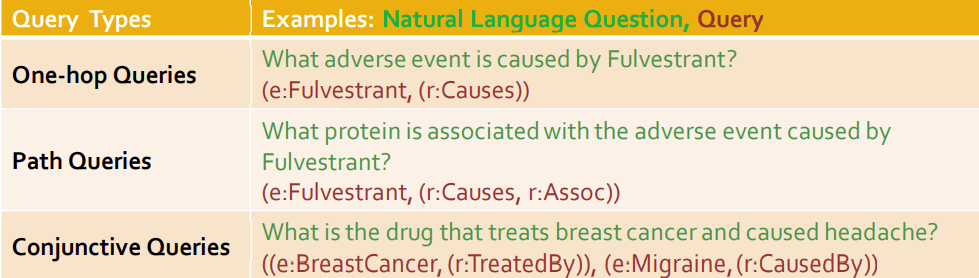 Query Types
Examples: Natural Language Question, Query
One-hop Queries
What adverse event is caused by Fulvestrant?
(e:Fulvestrant, (r:Causes))
Path Queries
What protein is associated with the adverse event caused by
Fulvestrant?
(e:Fulvestrant, (r:Causes, r:Assoc))
Conjunctive Queries
What is the drug that treats breast cancer and caused headache?
((e:BreastCancer, (r:TreatedBy)), (e:Migraine, (r:CausedBy))